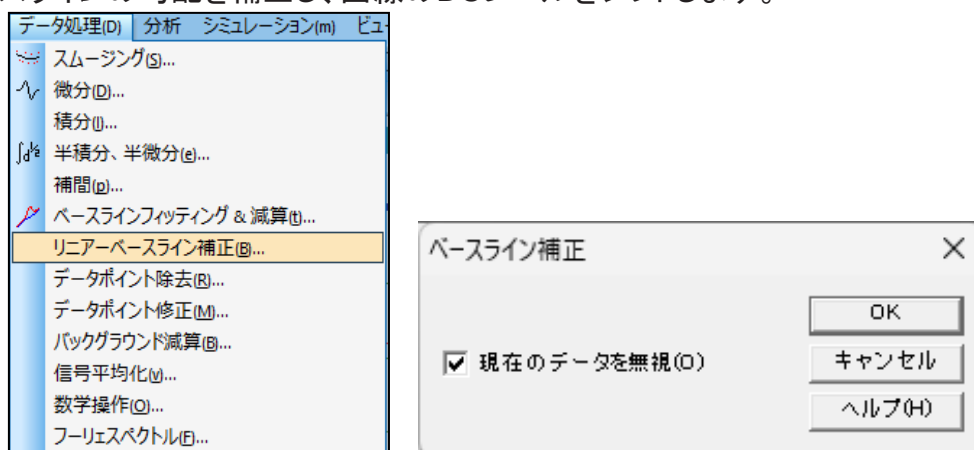 データ処理(D) 分析 シミュレーション(m)
スムージング(S)...
微分(D)...
積分(I)...
半積分、半微分(e)...
補間(p)...
ベースラインフィッティング & 減算(t)...
リニアーベースライン補正(B)...
データポイント除去(R)...
データポイント修正(M)...
バックグラウンド減算(B)...
信号平均化(v)...
数学操作(O)...
フーリェスペクトル(F)...
ベースライン補正
現在のデータを無視(O)
OK
キャンセル
ヘルプ(H)